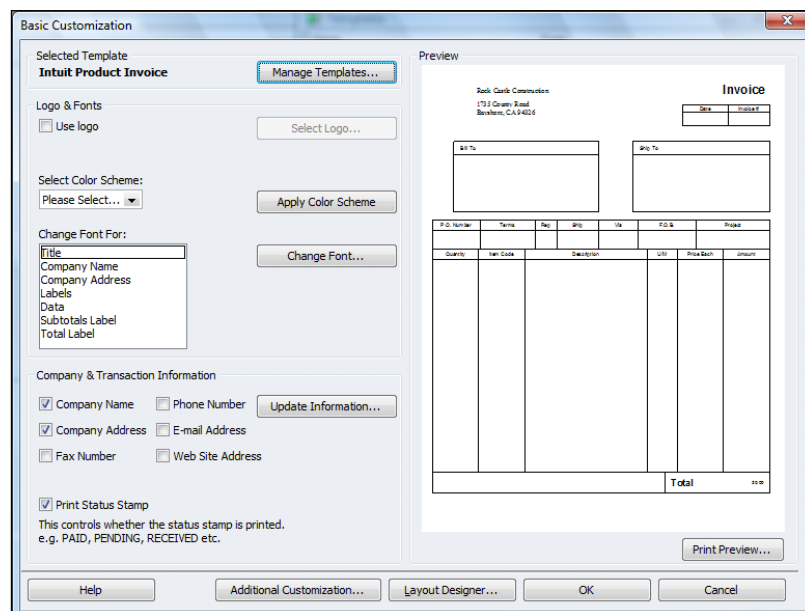 Basic Customization
Selected Template
Intuit Product Invoice
Manage Templates...
Logo & Fonts
Use logo
Select Logo...
Select Color Scheme:
Please Select...
Apply Color Scheme
Change Font For:
Title
Company Name
Company Address
Labels
Data
Subtotals Label
Total Label
Change Font...
Company & Transaction Information
Company Name Phone Number Update Information...
Company Address E-mail Address
Fax Number Web Site Address
Print Status Stamp
This controls whether the status stamp is printed.
e.g. PAID, PENDING, RECEIVED etc.
Preview
Rock Castle Construction
1735 County Road
Bayshore, CA 94326
Invoice
Date Invoice #
Bill To
Ship To
P.O. Number Terms Rep Ship Via F.O.B. Project
Quantity Item Code Description U/M Price Each Amount
Total
Print Preview...
Help Additional Customization... Layout Designer... OK Cancel